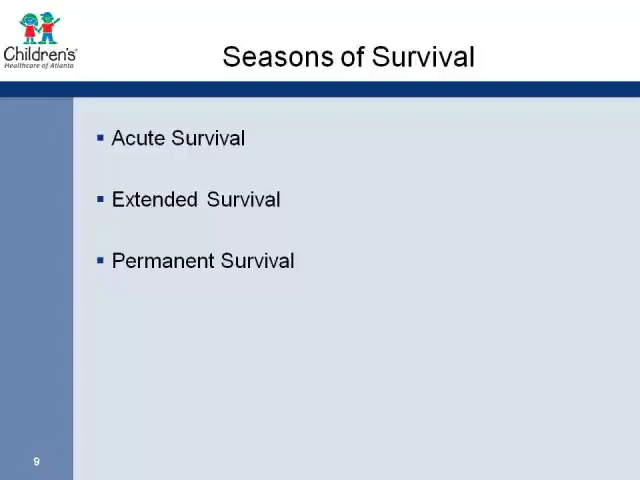 Children's
Healthcare of Atlanta
Seasons of Survival
▪ Acute Survival
▪ Extended Survival
▪ Permanent Survival
9